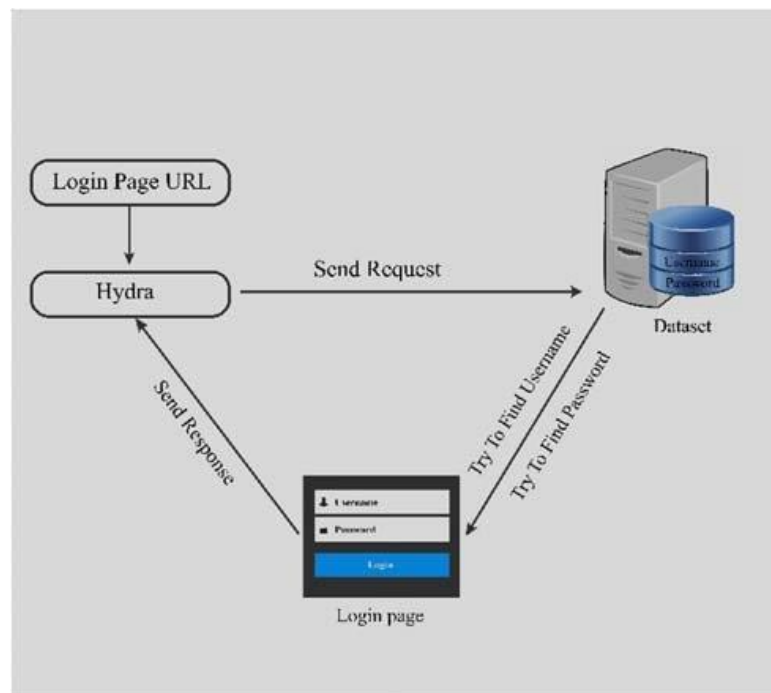 Login Page URL
Hydra
Send Request
Username
Password
Dataset
Try To Find Username
Try To Find Password
Send Response
Username
Password
Login
Login page